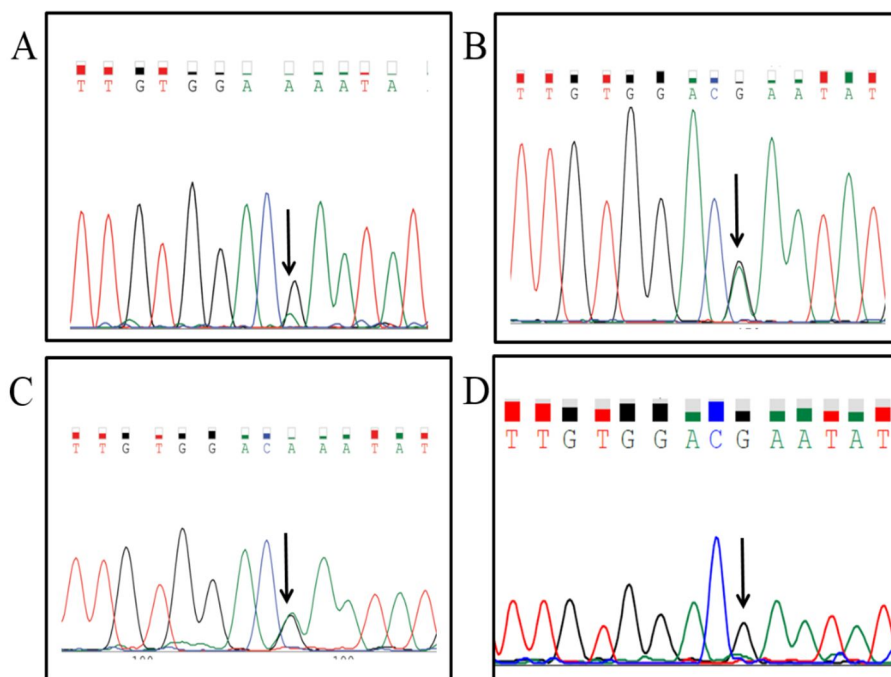 A
T T G T G G A A A A T A
B
T T G T G G A C G A A T A T
C
T T G T G G A C A A A T A T
D
T T G T G G A C G A A T A T